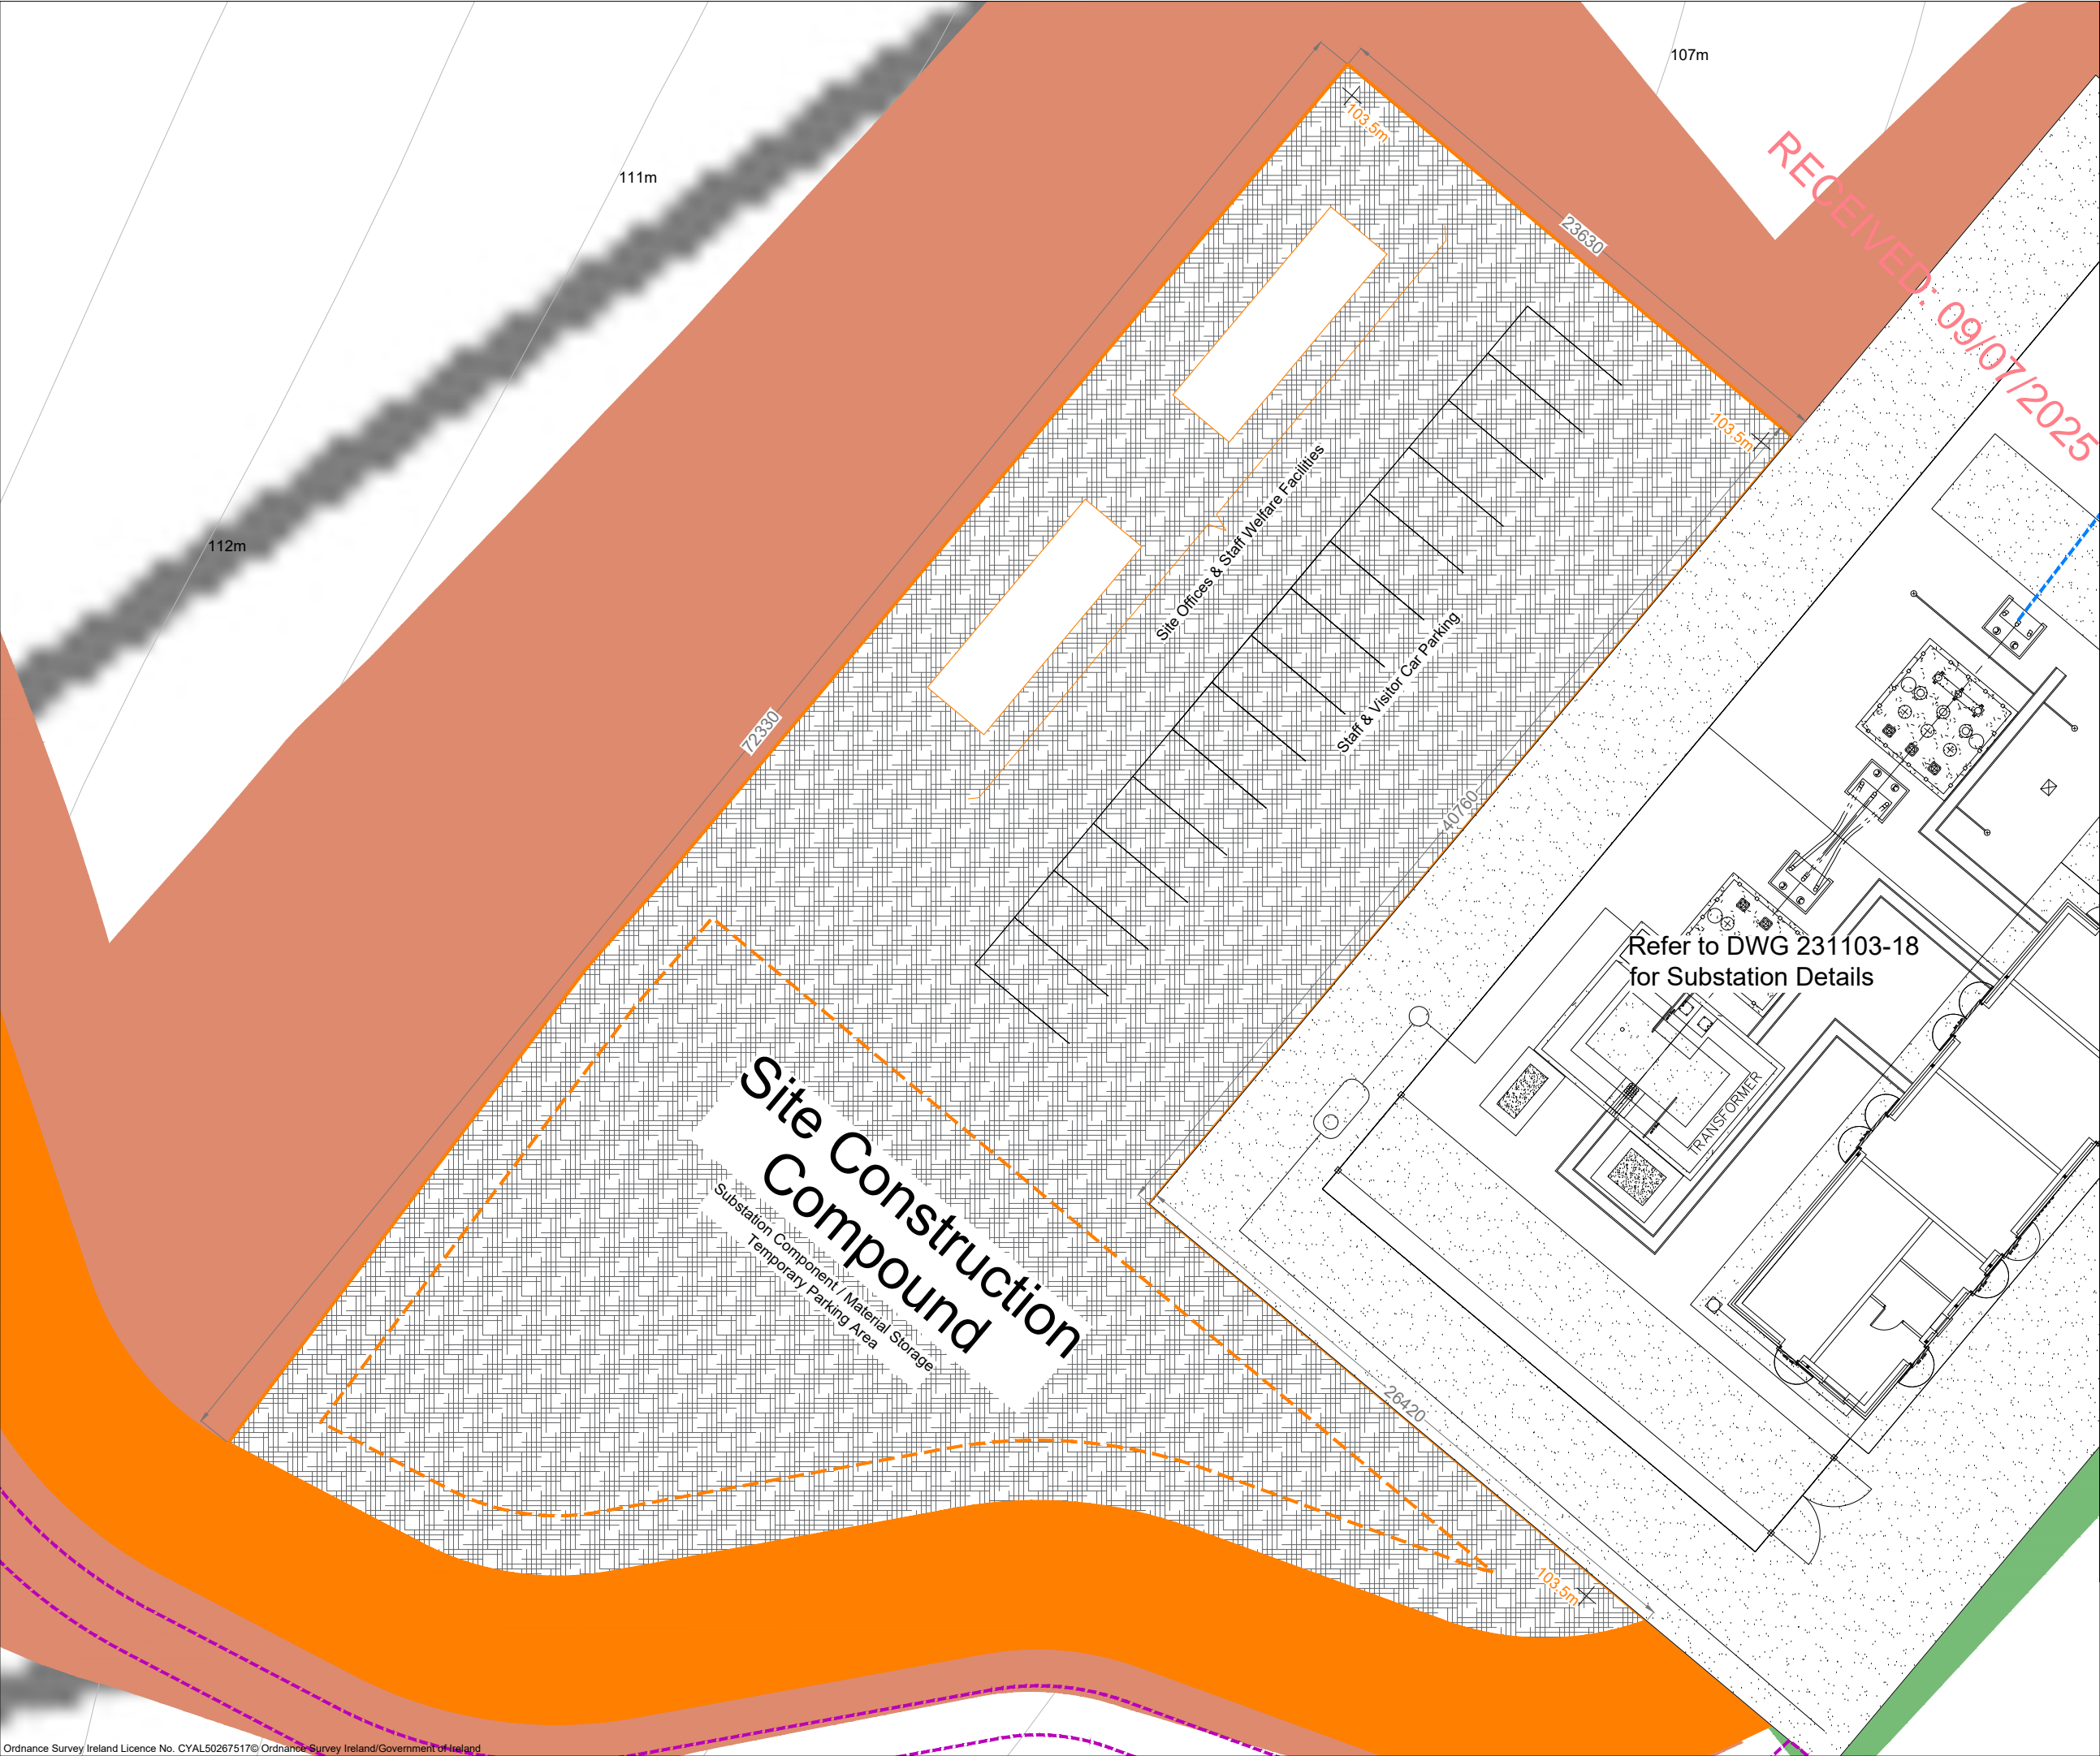 107m
103.5m
RECEIVED: 09/07/2025
111m
23630
103.5m
112m
Site Offices & Staff Welfare Facilities
Staff & Visitor Car Parking
72330
40760
Refer to DWG 231103-18
for Substation Details
TRANSFORMER
Site Construction
Compound
Substation Component / Material Storage
Temporary Parking Area
26420
103.5m
Ordnance Survey Ireland Licence No. CYAL50267517© Ordnance Survey Ireland/Government of Ireland